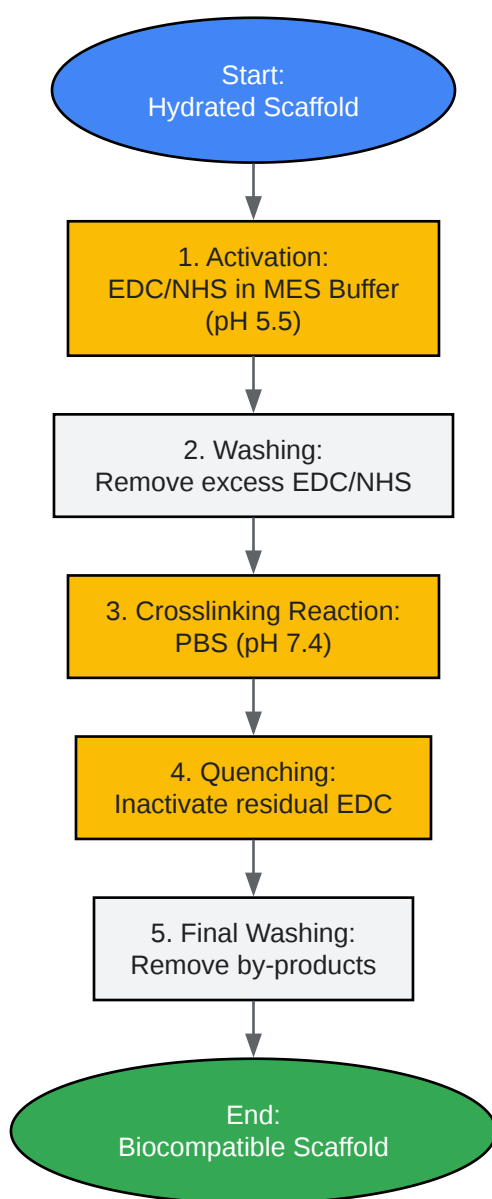 Start:
Hydrated Scaffold
1. Activation:
EDC/NHS in MES Buffer
(pH 5.5)
2. Washing:
Remove excess EDC/NHS
3. Crosslinking Reaction:
PBS (pH 7.4)
4. Quenching:
Inactivate residual EDC
5. Final Washing:
Remove by-products
End:
Biocompatible Scaffold